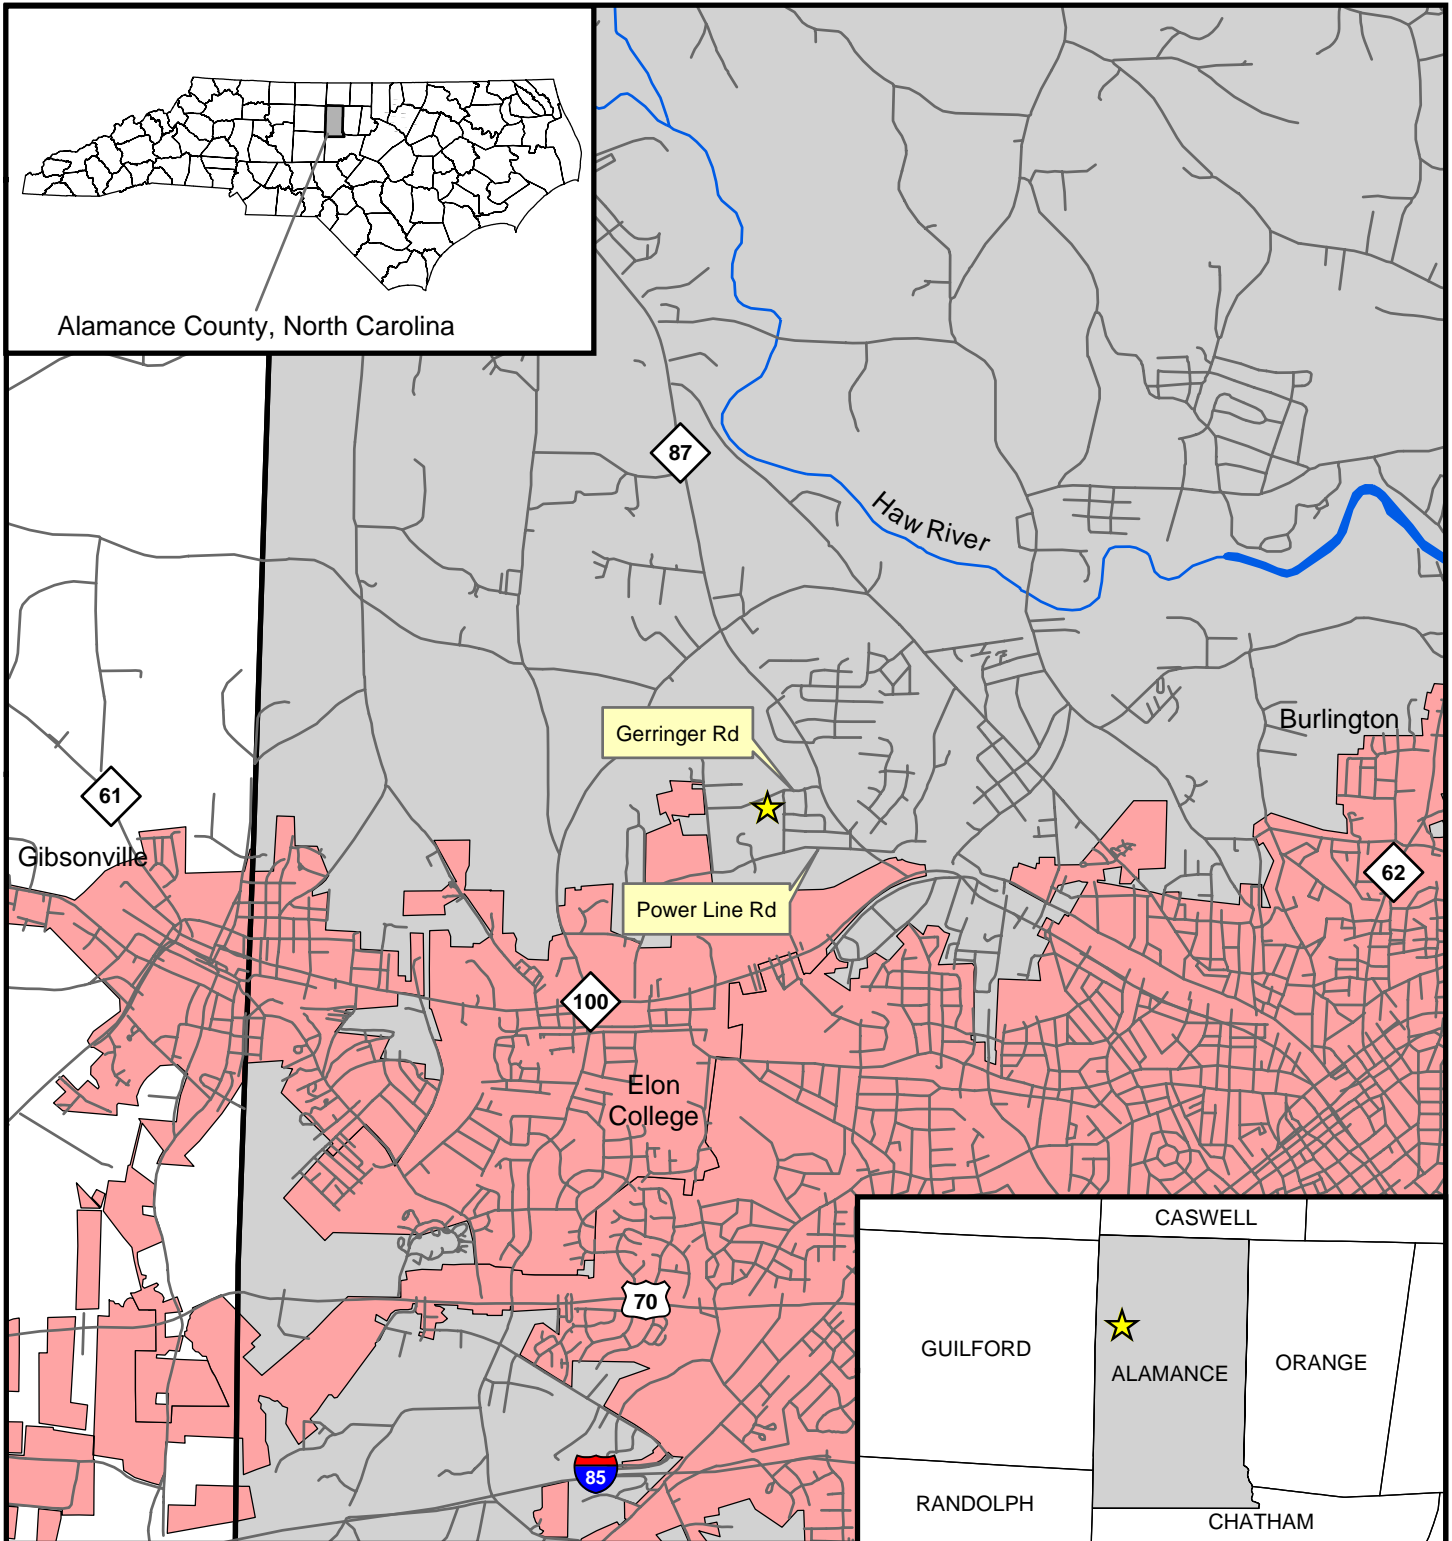 Alamance County, North Carolina
87
Haw River
Gerringer Rd
Burlington
61
Gibsonville
62
Power Line Rd
100
Elon
College
70
85
CASWELL
GUILFORD
ALAMANCE
ORANGE
RANDOLPH
CHATHAM